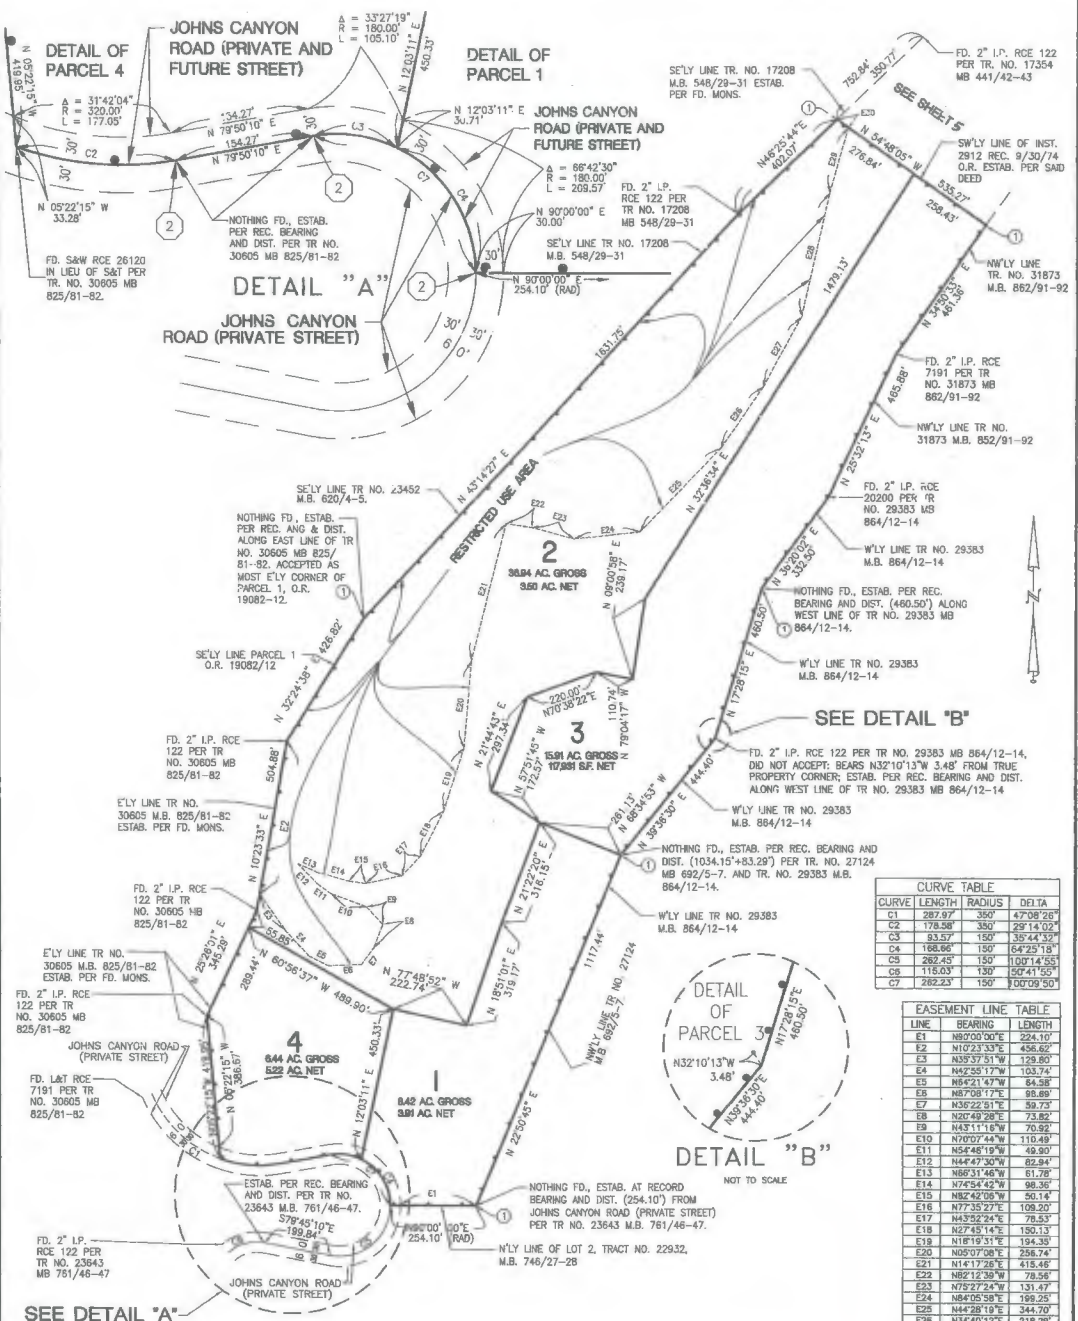 JOHNS CANYON
ROAD (PRIVATE AND
FUTURE STREET)
DETAIL OF
PARCEL 4
Δ = 33°27'19"
R = 180.00'
L = 105.10'
N 12°03'11" E
450.33'
DETAIL OF
PARCEL 1
N 05°22'15" W
419.95'
Δ = 31°42'04"
R = 320.00'
L = 177.05'
N 79°50'10" E
154.27'
N 79°50'10" E
30'
C2
C3
C7
C4
N 12°03'11" E
30.71'
JOHNS CANYON
ROAD (PRIVATE AND
FUTURE STREET)
Δ = 66°42'30"
R = 180.00'
L = 209.57'
N 90°00'00" E
30.00'
N 05°22'15" W
33.28'
2
2
2
NOTHING FD., ESTAB.
PER REC. BEARING
AND DIST. PER TR NO.
30605 MB 825/81-82
FD. S&W RCE 26120
IN LIEU OF S&T PER
TR. NO. 30605 MB
825/81-82.
DETAIL "A"
N 90°00'00" E
254.10' (RAD)
JOHNS CANYON
ROAD (PRIVATE STREET)
30'
SE'LY LINE TR. NO. 17208
M.B. 548/29-31 ESTAB.
PER FD. MONS.
752.84'
350.77'
FD. 2" I.P. RCE 122
PER TR. NO. 17354
MB 441/42-43
SEE SHEET 5
N46°25'44"E
402.07'
N 54°48'05" W
276.84'
535.27'
258.43'
SW'LY LINE OF INST.
2912 REC. 9/30/74
O.R. ESTAB. PER SAID
DEED
FD. 2" I.P.
RCE 122 PER
TR NO. 17208
MB 548/29-31
SE'LY LINE TR NO. 17208
M.B. 548/29-31
NW'LY LINE
TR. NO. 31873
M.B. 862/91-92
1479.13'
1631.75'
N 34°50'33" E
461.36'
FD. 2" I.P. RCE
7191 PER TR
NO. 31873 MB
862/91-92
465.88'
N 25°32'13" E
NW'LY LINE TR NO.
31873 M.B. 852/91-92
SE'LY LINE TR NO. 23452
M.B. 620/4-5.
N 43°14'27" E
RESTRICTED USE AREA
N 32°36'34" E
FD. 2" I.P. RCE
20200 PER TR
NO. 29383 MB
864/12-14
NOTHING FD., ESTAB.
PER REC. ANG & DIST.
ALONG EAST LINE OF TR
NO. 30605 MB 825/
81-82. ACCEPTED AS
MOST E'LY CORNER OF
PARCEL 1, O.R.
19082-12.
2
36.94 AC. GROSS
3.50 AC. NET
N 09°00'58" E
239.17'
W'LY LINE TR NO. 29383
M.B. 864/12-14
N 36°20'02" E
332.50'
NOTHING FD., ESTAB. PER REC.
BEARING AND DIST. (460.50') ALONG
WEST LINE OF TR NO. 29383 MB
864/12-14.
SE'LY LINE PARCEL 1
O.R. 19082/12
N 32°24'38" E
426.82'
W'LY LINE TR NO. 29383
M.B. 864/12-14
N 17°28'15" E
460.50'
220.00'
N70°38'22"E
110.74'
N 79°04'17" W
SEE DETAIL "B"
N 21°44'43" E
297.34'
3
15.91 AC. GROSS
117,931 S.F. NET
FD. 2" I.P. RCE 122 PER TR NO. 29383 MB 864/12-14,
DID NOT ACCEPT; BEARS N32°10'13"W 3.48' FROM TRUE
PROPERTY CORNER; ESTAB. PER REC. BEARING AND DIST.
ALONG WEST LINE OF TR NO. 29383 MB 864/12-14
FD. 2" I.P. RCE
122 PER TR
NO. 30605 MB
825/81-82
504.88'
N 57°51'45" W
172.57'
N 39°36'30" E
444.40'
261.13'
N 68°34'53" W
W'LY LINE TR NO. 29383
M.B. 864/12-14
E'LY LINE TR NO.
30605 M.B. 825/81-82
ESTAB. PER FD. MONS.
N 10°23'33" E
NOTHING FD., ESTAB. PER REC. BEARING AND
DIST. (1034.15'+83.29') PER TR. NO. 27124
MB 692/5-7. AND TR. NO. 29383 M.B.
864/12-14.
FD. 2" I.P. RCE
122 PER TR
NO. 30605 MB
825/81-82
N 21°22'20" E
316.15'
W'LY LINE TR NO. 29383
M.B. 864/12-14
E'LY LINE TR NO.
30605 M.B. 825/81-82
ESTAB. PER FD. MONS.
345.29'
289.44'
55.85'
N 60°56'37" W 489.90'
N 77°48'52" W
222.74'
N 18°51'01" E
319.17'
1117.44'
NW'LY LINE TR NO. 27124
M.B. 692/5-7.
FD. 2" I.P. RCE
122 PER TR
NO. 30605 MB
825/81-82
4
6.44 AC. GROSS
5.22 AC. NET
450.33'
N 12°03'11" E
1
8.42 AC. GROSS
3.91 AC. NET
N 22°50'45" E
JOHNS CANYON ROAD
(PRIVATE STREET)
N 05°22'15" W
386.67'
FD. L&T RCE
7191 PER TR
NO. 30605 MB
825/81-82
ESTAB. PER REC. BEARING
AND DIST. PER TR NO.
23643 M.B. 761/46-47.
S79°45'10"E
199.84'
E1
254.10'
(RAD)
NOTHING FD., ESTAB. AT RECORD
BEARING AND DIST. (254.10') FROM
JOHNS CANYON ROAD (PRIVATE STREET)
PER TR NO. 23643 M.B. 761/46-47.
N'LY LINE OF LOT 2, TRACT NO. 22932,
M.B. 746/27-28
FD. 2" I.P.
RCE 122 PER
TR NO. 23643
MB 761/46-47
JOHNS CANYON ROAD
(PRIVATE STREET)
SEE DETAIL "A"
DETAIL
OF
PARCEL 3
N17°28'15"E
460.50'
N32°10'13"W
3.48'
N39°36'30"E
444.40'
DETAIL "B"
NOT TO SCALE
CURVE TABLE
CURVE LENGTH RADIUS DELTA
C1 287.97' 350' 47°08'26"
C2 178.58' 350' 29°14'02"
C3 93.57' 150' 35°44'32"
C4 168.66' 150' 64°25'18"
C5 262.45' 150' 100°14'55"
C6 115.03' 130' 50°41'55"
C7 262.23' 150' 100°09'50"
EASEMENT LINE TABLE
LINE BEARING LENGTH
E1 N90°00'00"E 224.10'
E2 N10°23'33"E 456.62'
E3 N35°37'51"W 129.80'
E4 N42°55'17"W 103.74'
E5 N64°21'47"W 64.58'
E6 N87°08'17"E 98.89'
E7 N36°22'51"E 59.73'
E8 N20°49'28"E 73.82'
E9 N43°11'16"W 70.92'
E10 N70°07'44"W 110.49'
E11 N54°48'19"W 49.90'
E12 N44°47'30"W 82.94'
E13 N66°31'46"W 61.78'
E14 N74°54'42"W 98.36'
E15 N82°42'06"W 50.14'
E16 N77°35'27"E 109.20'
E17 N43°52'24"E 78.53'
E18 N27°45'14"E 150.13'
E19 N18°19'31"E 194.35'
E20 N05°07'08"E 256.74'
E21 N14°17'26"E 415.46'
E22 N82°12'39"W 78.56'
E23 N75°27'24"W 131.47'
E24 N84°05'58"E 199.25'
E25 N44°28'19"E 344.70'